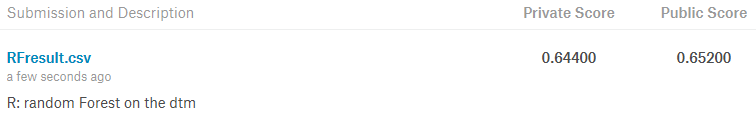 Submission and Description Private Score Public Score
RFresult.csv 0.64400 0.65200
a few seconds ago
R: random Forest on the dtm